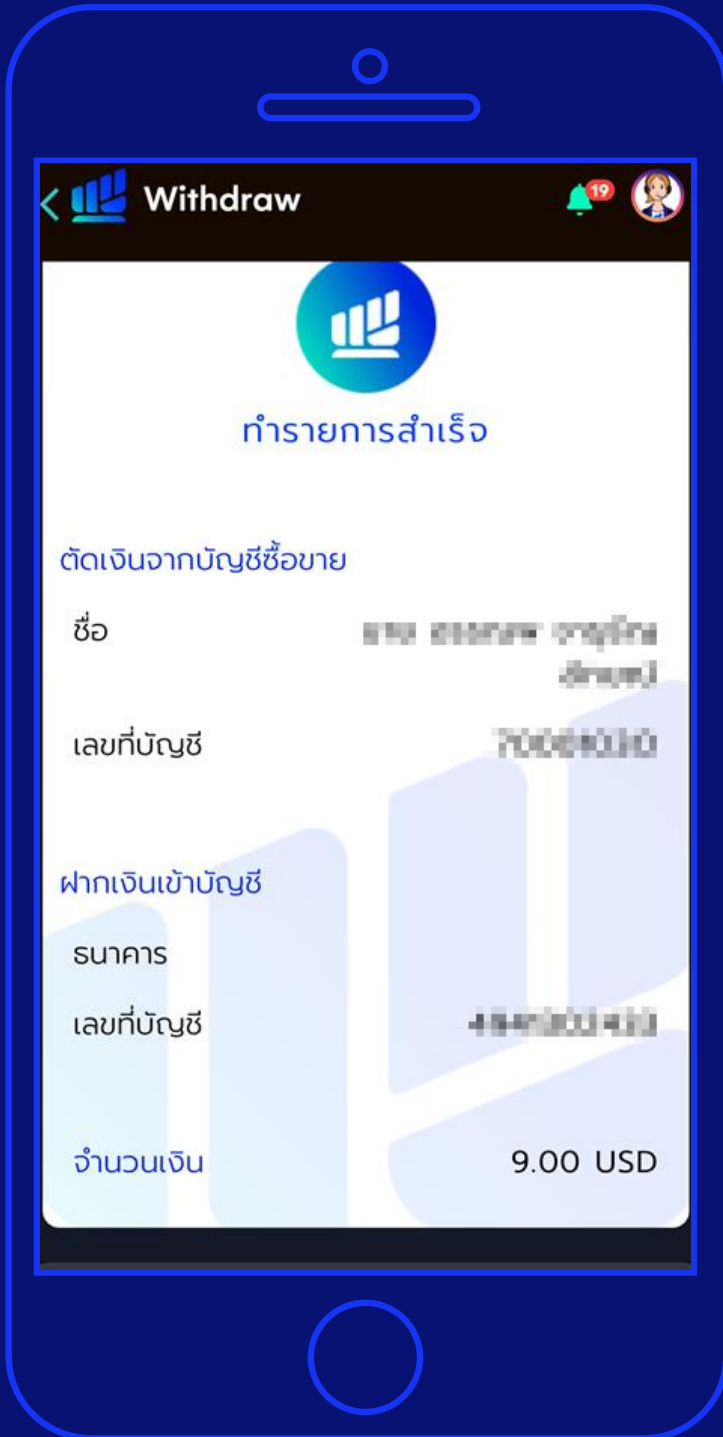 Withdraw
19
ทำรายการสำเร็จ
ตัดเงินจากบัญชีซื้อขาย
ชื่อ
เลขที่บัญชี
ฝากเงินเข้าบัญชี
ธนาคาร
เลขที่บัญชี
จำนวนเงิน 9.00 USD